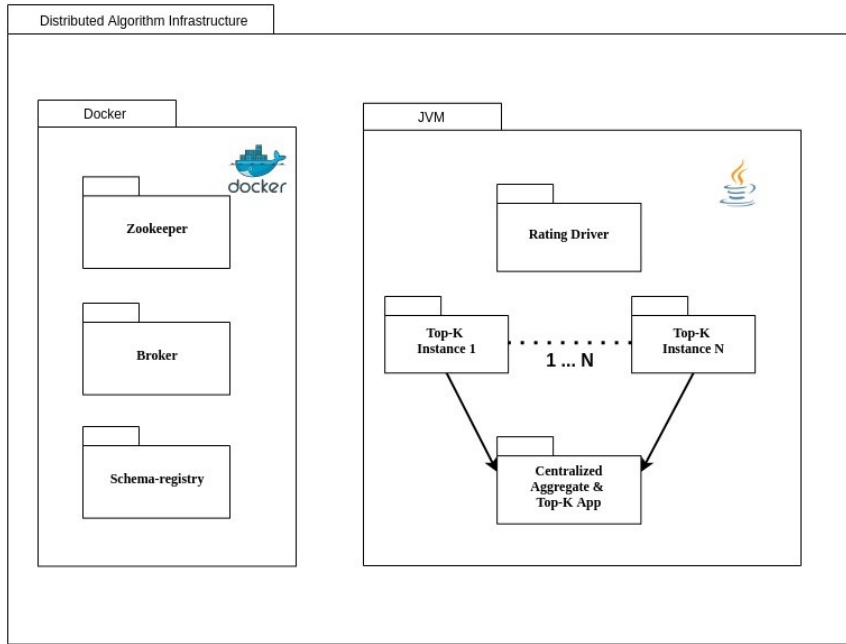 Distributed Algorithm Infrastructure
Docker
docker
Zookeeper
Broker
Schema-registry
JVM
Rating Driver
Top-K
Instance 1
1 ... N
Top-K
Instance N
Centralized
Aggregate &
Top-K App